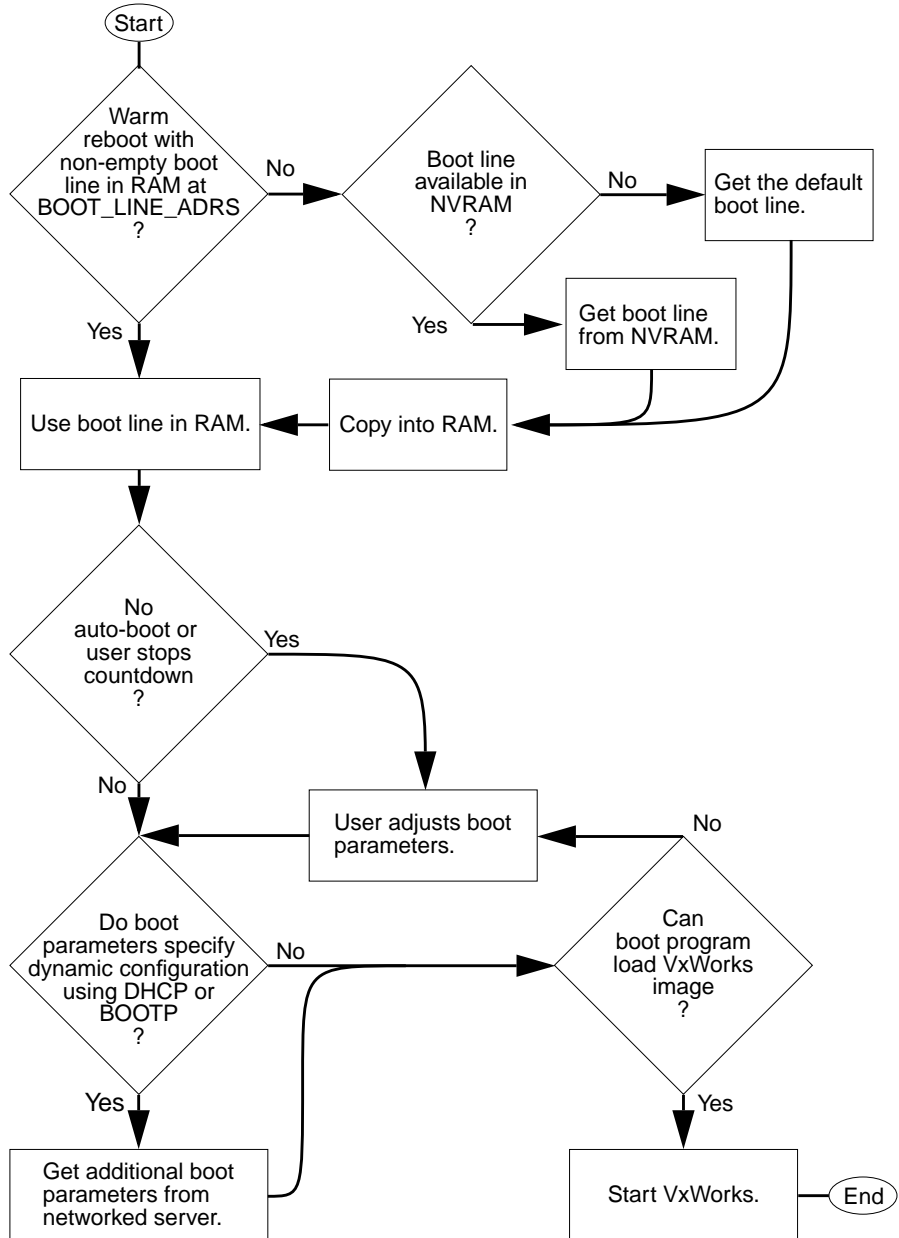 Start
Warm
reboot with
non-empty boot
line in RAM at
BOOT_LINE_ADRS
?
No
Boot line
available in
NVRAM
?
No
Get the default
boot line.
Yes
Yes
Get boot line
from NVRAM.
Use boot line in RAM.
Copy into RAM.
No
auto-boot or
user stops
countdown
?
Yes
No
User adjusts boot
parameters.
No
Do boot
parameters specify
dynamic configuration
using DHCP or
BOOTP
?
No
Can
boot program
load VxWorks
image
?
Yes
Yes
Get additional boot
parameters from
networked server.
Start VxWorks.
End